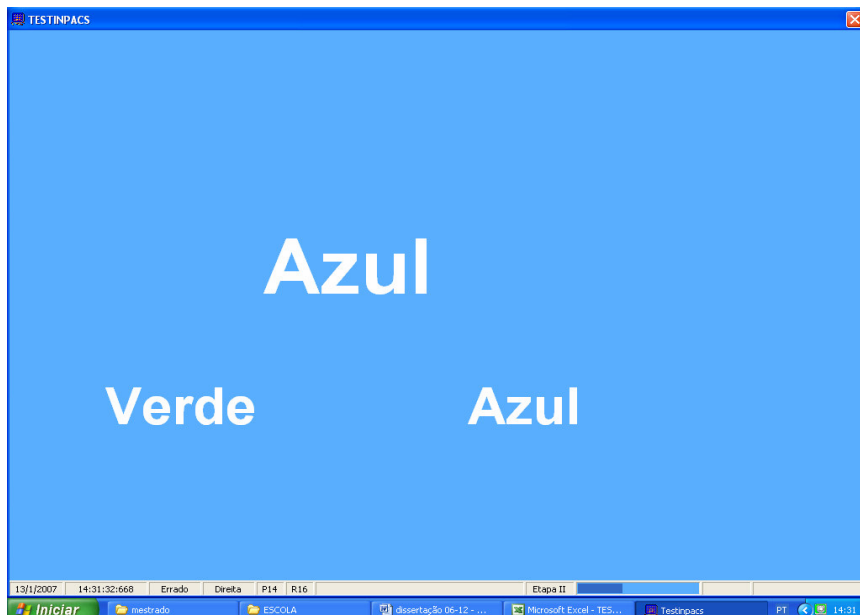 TESTINPACS
Azul
Verde Azul
13/1/2007 14:31:32:668 Errado Direita P14 R16 Etapa II
Iniciar mestrado ESCOLA dissertação 06-12 - ... Microsoft Excel - TES... Testinpacs PT 14:31